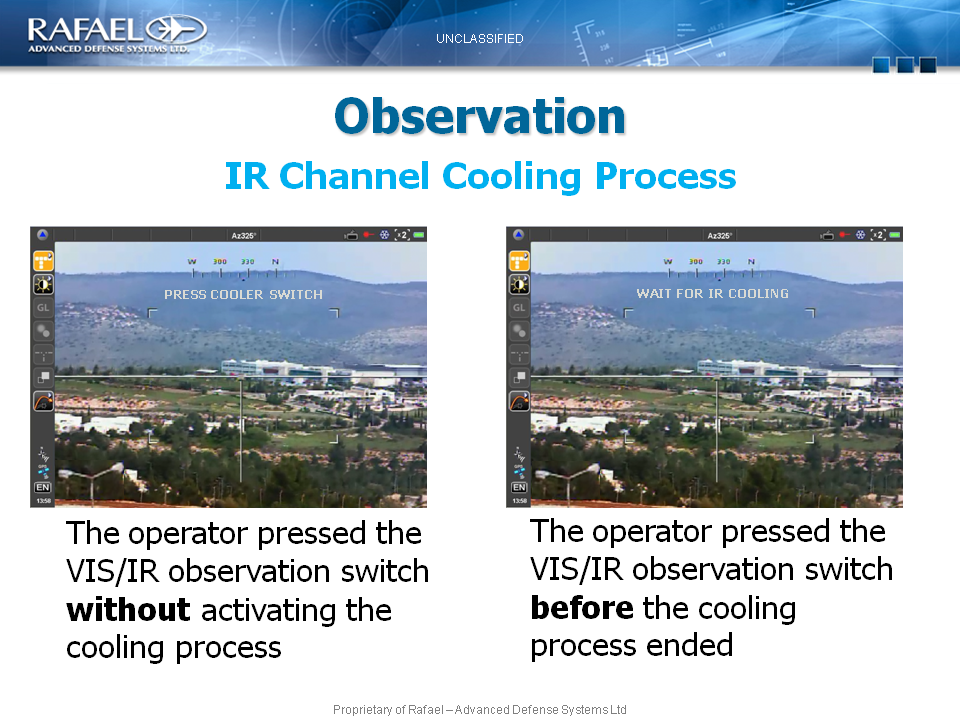 RAFAEL
ADVANCED DEFENSE SYSTEMS LTD.
UNCLASSIFIED
Observation
IR Channel Cooling Process
Az325°
x2
W 300 330 N
PRESS COOLER SWITCH
GL
EN
13:58
Az325°
x2
W 300 330 N
WAIT FOR IR COOLING
GL
EN
13:58
The operator pressed the
VIS/IR observation switch
without activating the
cooling process
The operator pressed the
VIS/IR observation switch
before the cooling
process ended
Proprietary of Rafael – Advanced Defense Systems Ltd